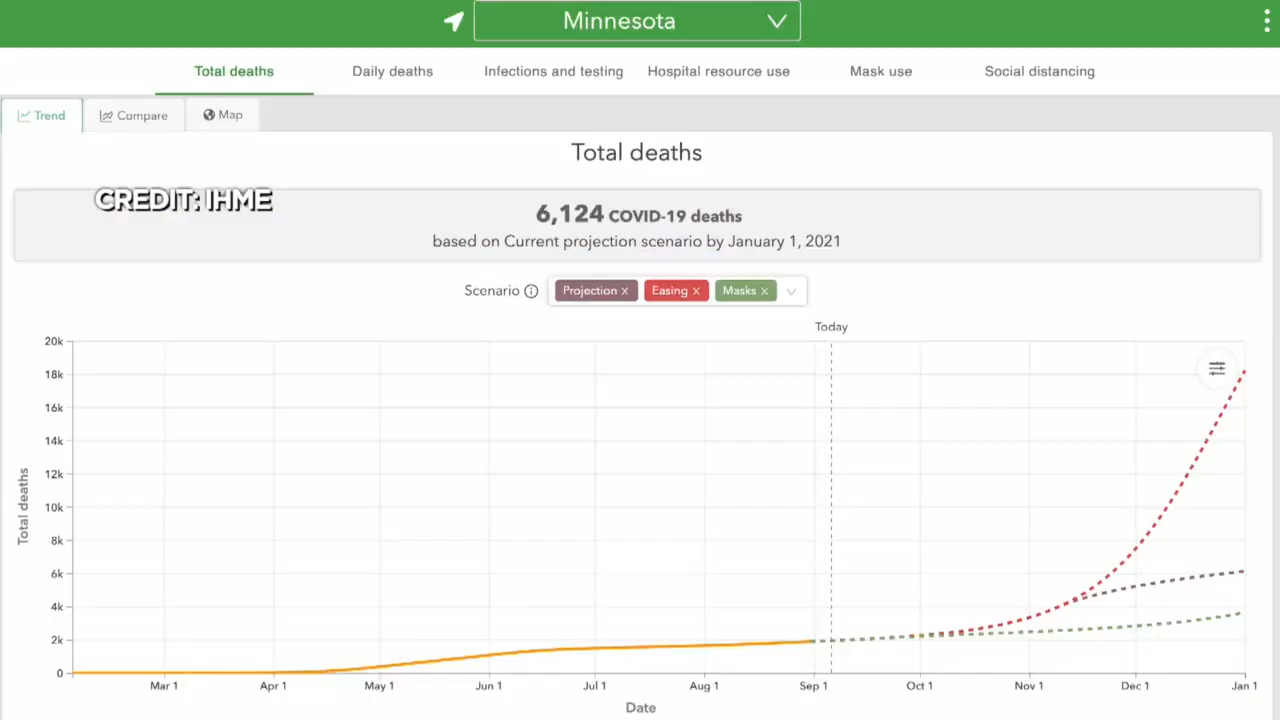 Minnesota
Total deaths Daily deaths Infections and testing Hospital resource use Mask use Social distancing
Trend Compare Map
Total deaths
CREDIT: IHME
6,124 COVID-19 deaths
based on Current projection scenario by January 1, 2021
Scenario Projection x Easing x Masks x
Today
20k
18k
16k
14k
12k
10k
8k
6k
4k
2k
0
Total deaths
Mar 1 Apr 1 May 1 Jun 1 Jul 1 Aug 1 Sep 1 Oct 1 Nov 1 Dec 1 Jan 1
Date